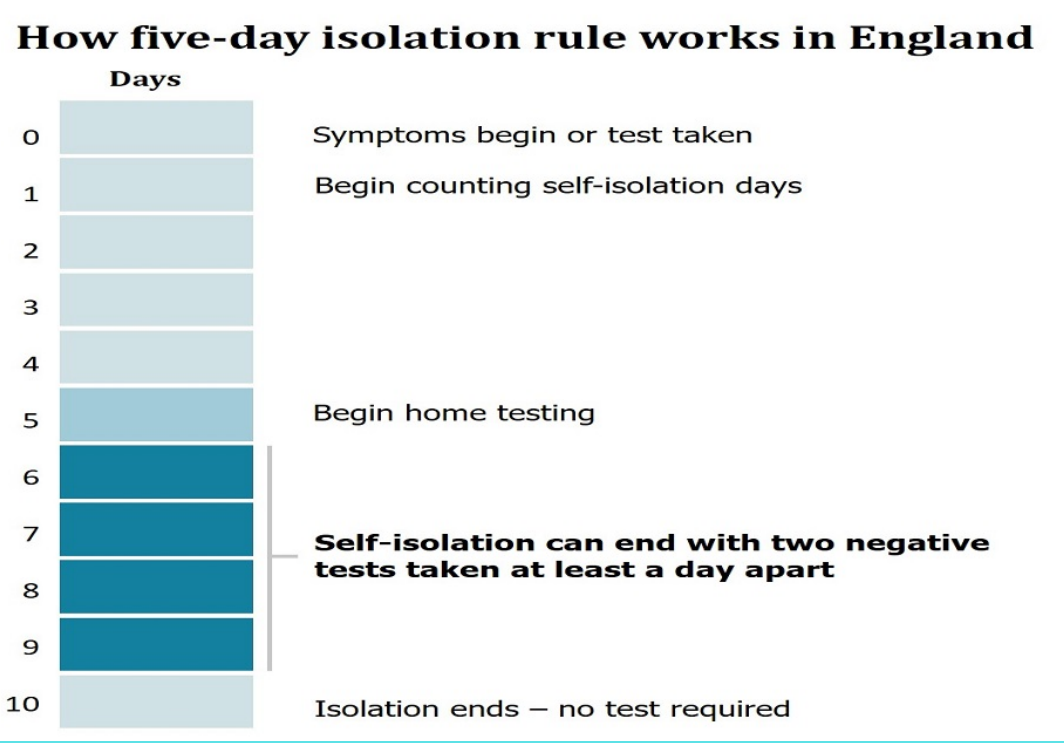 How five-day isolation rule works in England
Days
0 Symptoms begin or test taken
1 Begin counting self-isolation days
2
3
4
5 Begin home testing
6
7
Self-isolation can end with two negative
tests taken at least a day apart
8
9
10 Isolation ends – no test required